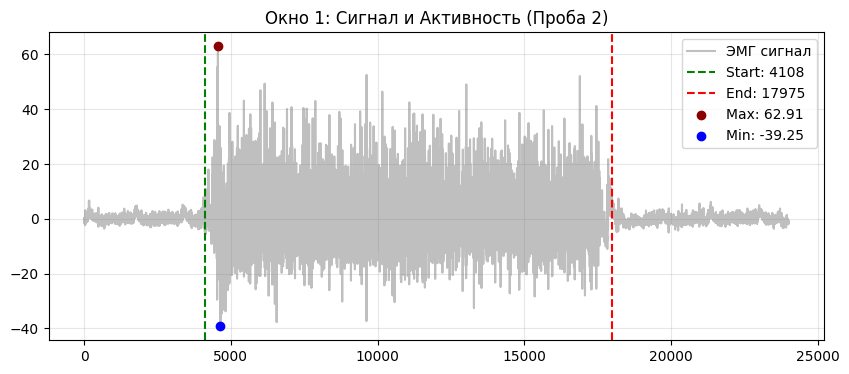 Окно 1: Сигнал и Активность (Проба 2)
ЭМГ сигнал
Start: 4108
End: 17975
Max: 62.91
Min: -39.25
60
40
20
0
−20
−40
0 5000 10000 15000 20000 25000